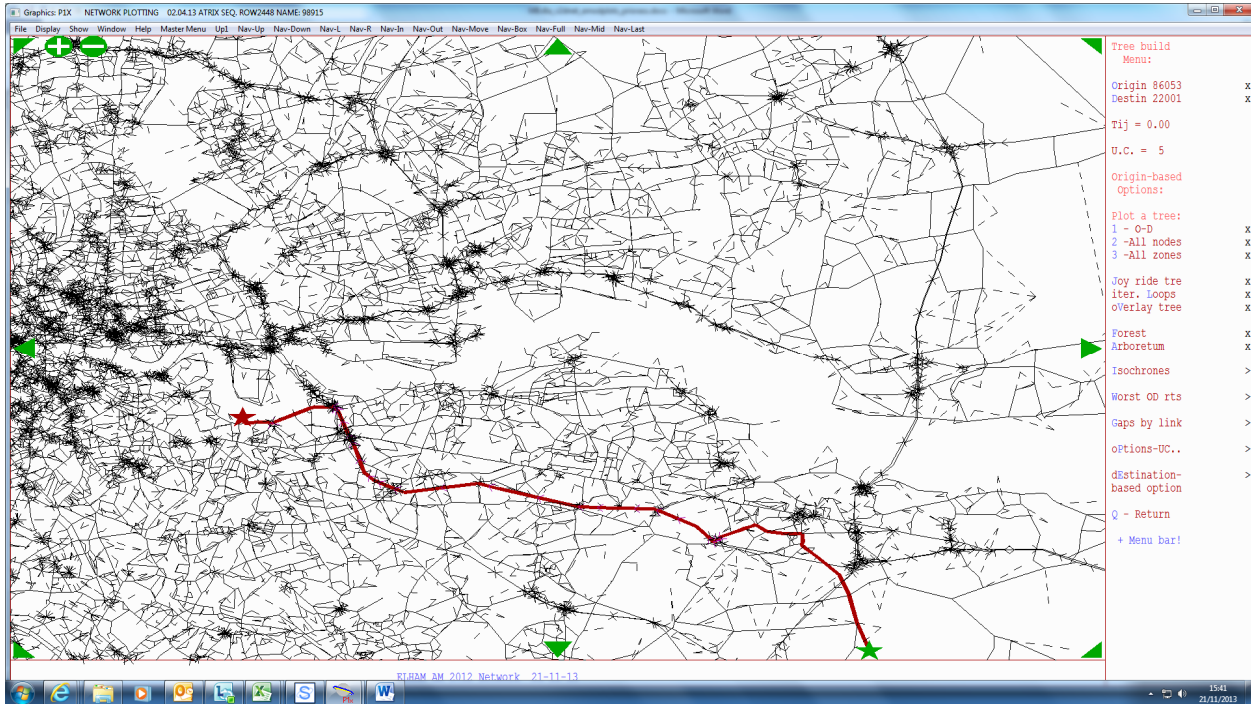 Graphics: P1X NETWORK PLOTTING 02.04.13 ATRIX SEQ. ROW2448 NAME: 98915
File Display Show Window Help Master Menu Up1 Nav-Up Nav-Down Nav-L Nav-R Nav-In Nav-Out Nav-Move Nav-Box Nav-Full Nav-Mid Nav-Last
Tree build
Menu:
Origin 86053 x
Destin 22001 x
Tij = 0.00
U.C. = 5
Origin-based
Options:
Plot a tree:
1 - O-D x
2 -All nodes x
3 -All zones x
Joy ride tre x
iter. Loops x
oVerlay tree x
Forest x
Arboretum x
Isochrones >
Worst OD rts >
Gaps by link >
oPtions-UC.. >
dEstination- >
based option
Q - Return
+ Menu bar!
ELHAM AM 2012 Network 21-11-13
15:41
21/11/2013